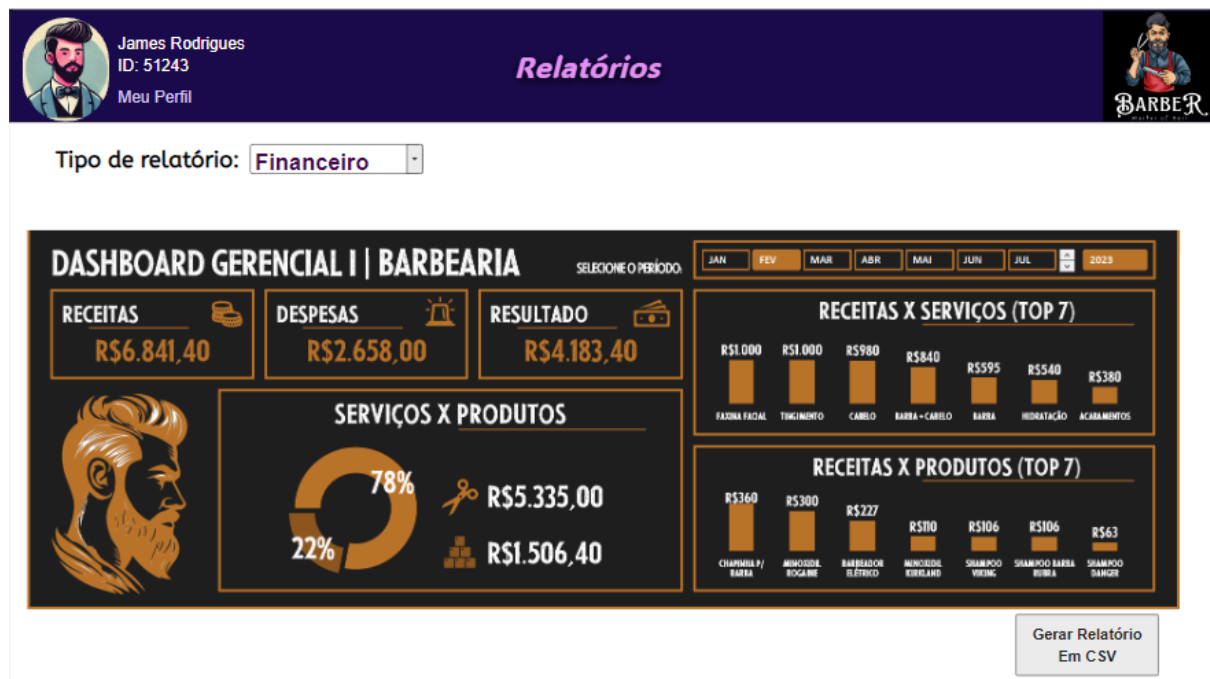 James Rodrigues
ID: 51243
Meu Perfil
Relatórios
BARBER
Tipo de relatório: Financeiro
DASHBOARD GERENCIAL I | BARBEARIA
SELECIONE O PERÍODO:
JAN FEV MAR ABR MAI JUN JUL 2023
RECEITAS
R$6.841,40
DESPESAS
R$2.658,00
RESULTADO
R$4.183,40
SERVIÇOS X PRODUTOS
78%
22%
R$5.335,00
R$1.506,40
RECEITAS X SERVIÇOS (TOP 7)
R$1.000 R$1.000 R$980 R$840 R$595 R$540 R$380
FAXINA FACIAL TINGIMENTO CABELO BARBA + CABELO BARBA HIDRATAÇÃO ACABAMENTOS
RECEITAS X PRODUTOS (TOP 7)
R$360 R$300 R$227 R$110 R$106 R$106 R$63
CHAPINHA P/ MINOXIDIL BARBEADOR MINOXIDIL SHAMPOO SHAMPOO BARBA SHAMPOO
BARBA ROGAINE ELÉTRICO KIRKLAND VIKING RUBRA DANGER
Gerar Relatório
Em CSV